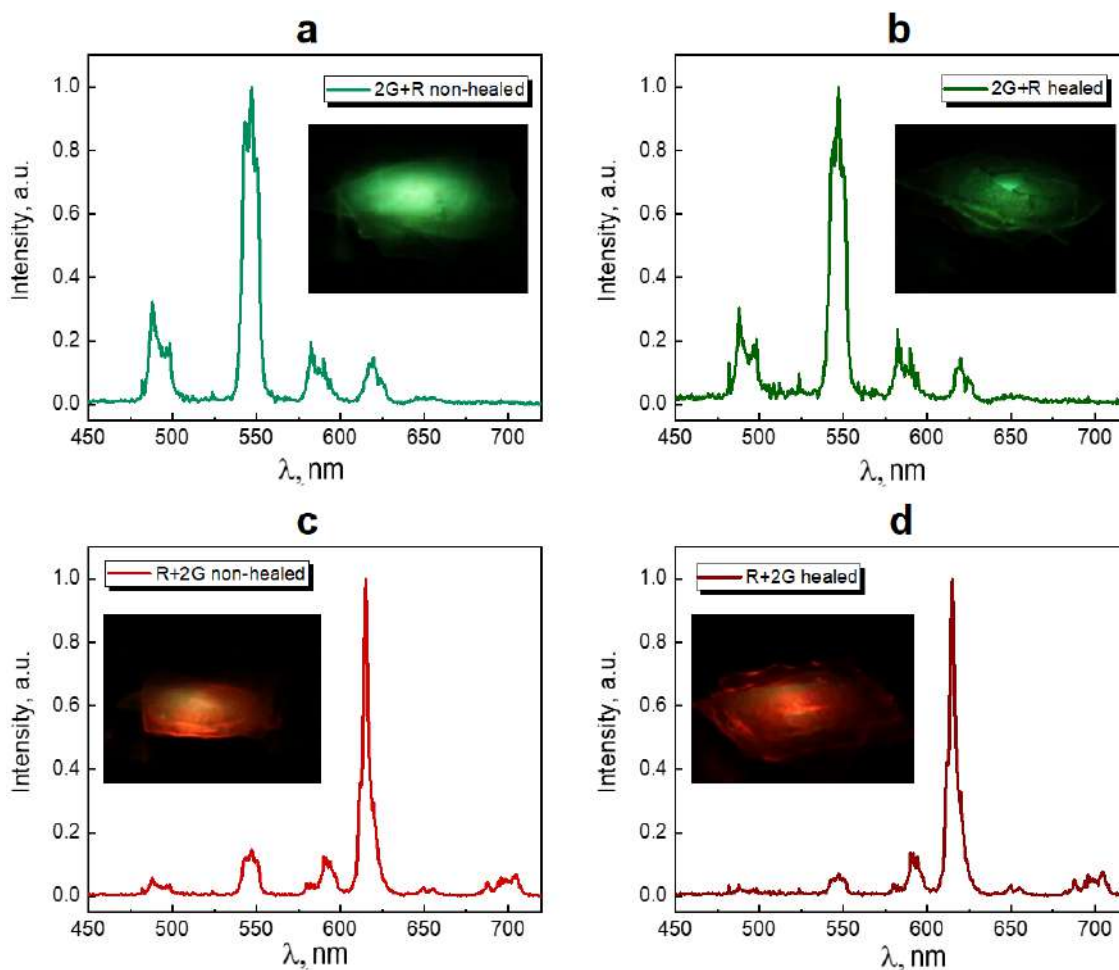 a
2G+R non-healed
Intensity, a.u.
1.0
0.8
0.6
0.4
0.2
0.0
450 500 550 600 650 700
λ, nm
b
2G+R healed
Intensity, a.u.
1.0
0.8
0.6
0.4
0.2
0.0
450 500 550 600 650 700
λ, nm
c
R+2G non-healed
Intensity, a.u.
1.0
0.8
0.6
0.4
0.2
0.0
450 500 550 600 650 700
λ, nm
d
R+2G healed
Intensity, a.u.
1.0
0.8
0.6
0.4
0.2
0.0
450 500 550 600 650 700
λ, nm